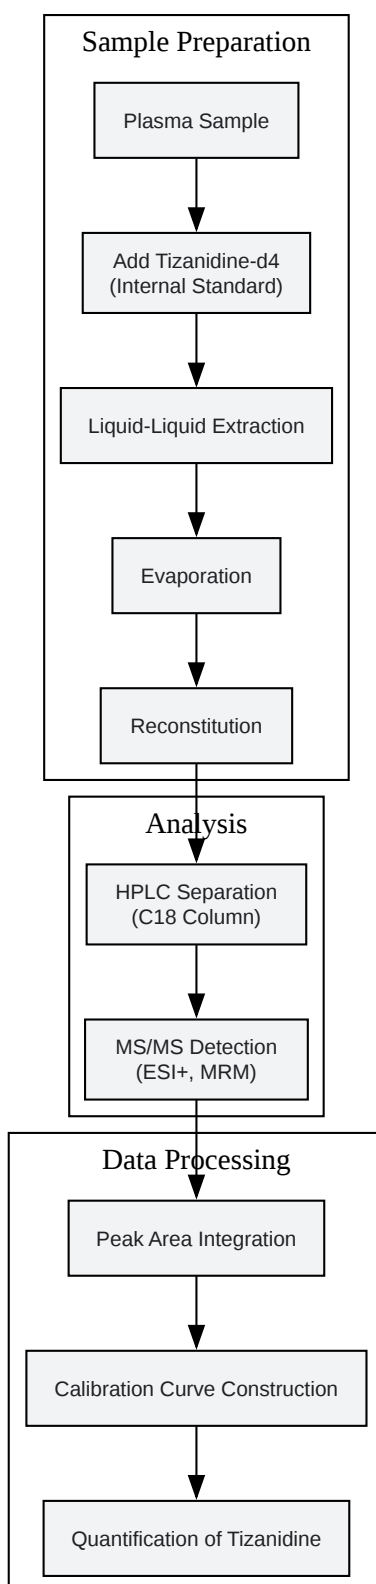 Sample Preparation
Plasma Sample
Add Tizanidine-d4
(Internal Standard)
Liquid-Liquid Extraction
Evaporation
Reconstitution
Analysis
HPLC Separation
(C18 Column)
MS/MS Detection
(ESI+, MRM)
Data Processing
Peak Area Integration
Calibration Curve Construction
Quantification of Tizanidine